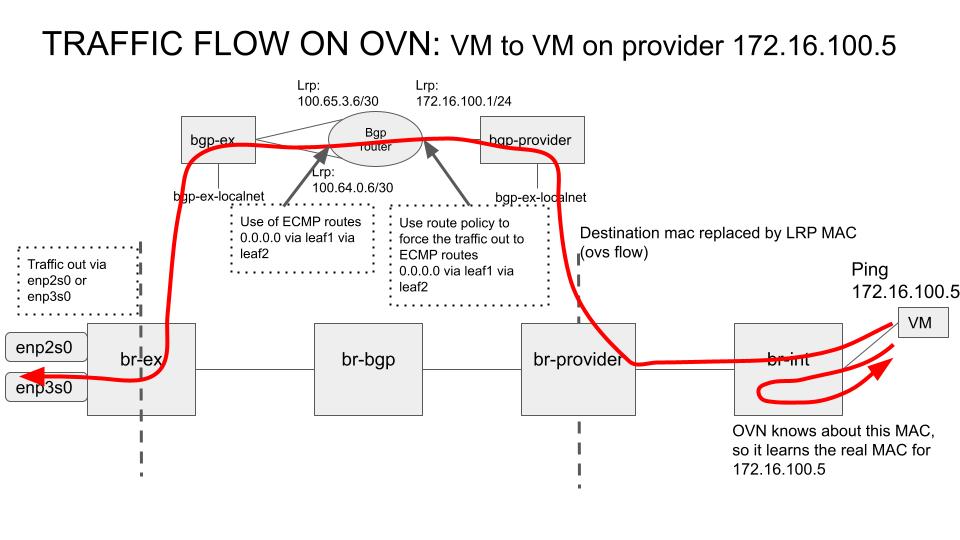 TRAFFIC FLOW ON OVN: VM to VM on provider 172.16.100.5
Lrp:
100.65.3.6/30
Lrp:
172.16.100.1/24
bgp-ex
Bgp
router
bgp-provider
Lrp:
100.64.0.6/30
bgp-ex-localnet
bgp-ex-localnet
Use of ECMP routes
0.0.0.0 via leaf1 via
leaf2
Use route policy to
force the traffic out to
ECMP routes
0.0.0.0 via leaf1 via
leaf2
Destination mac replaced by LRP MAC
(ovs flow)
Traffic out via
enp2s0 or
enp3s0
Ping
172.16.100.5
VM
enp2s0
enp3s0
br-ex
br-bgp
br-provider
br-int
OVN knows about this MAC,
so it learns the real MAC for
172.16.100.5